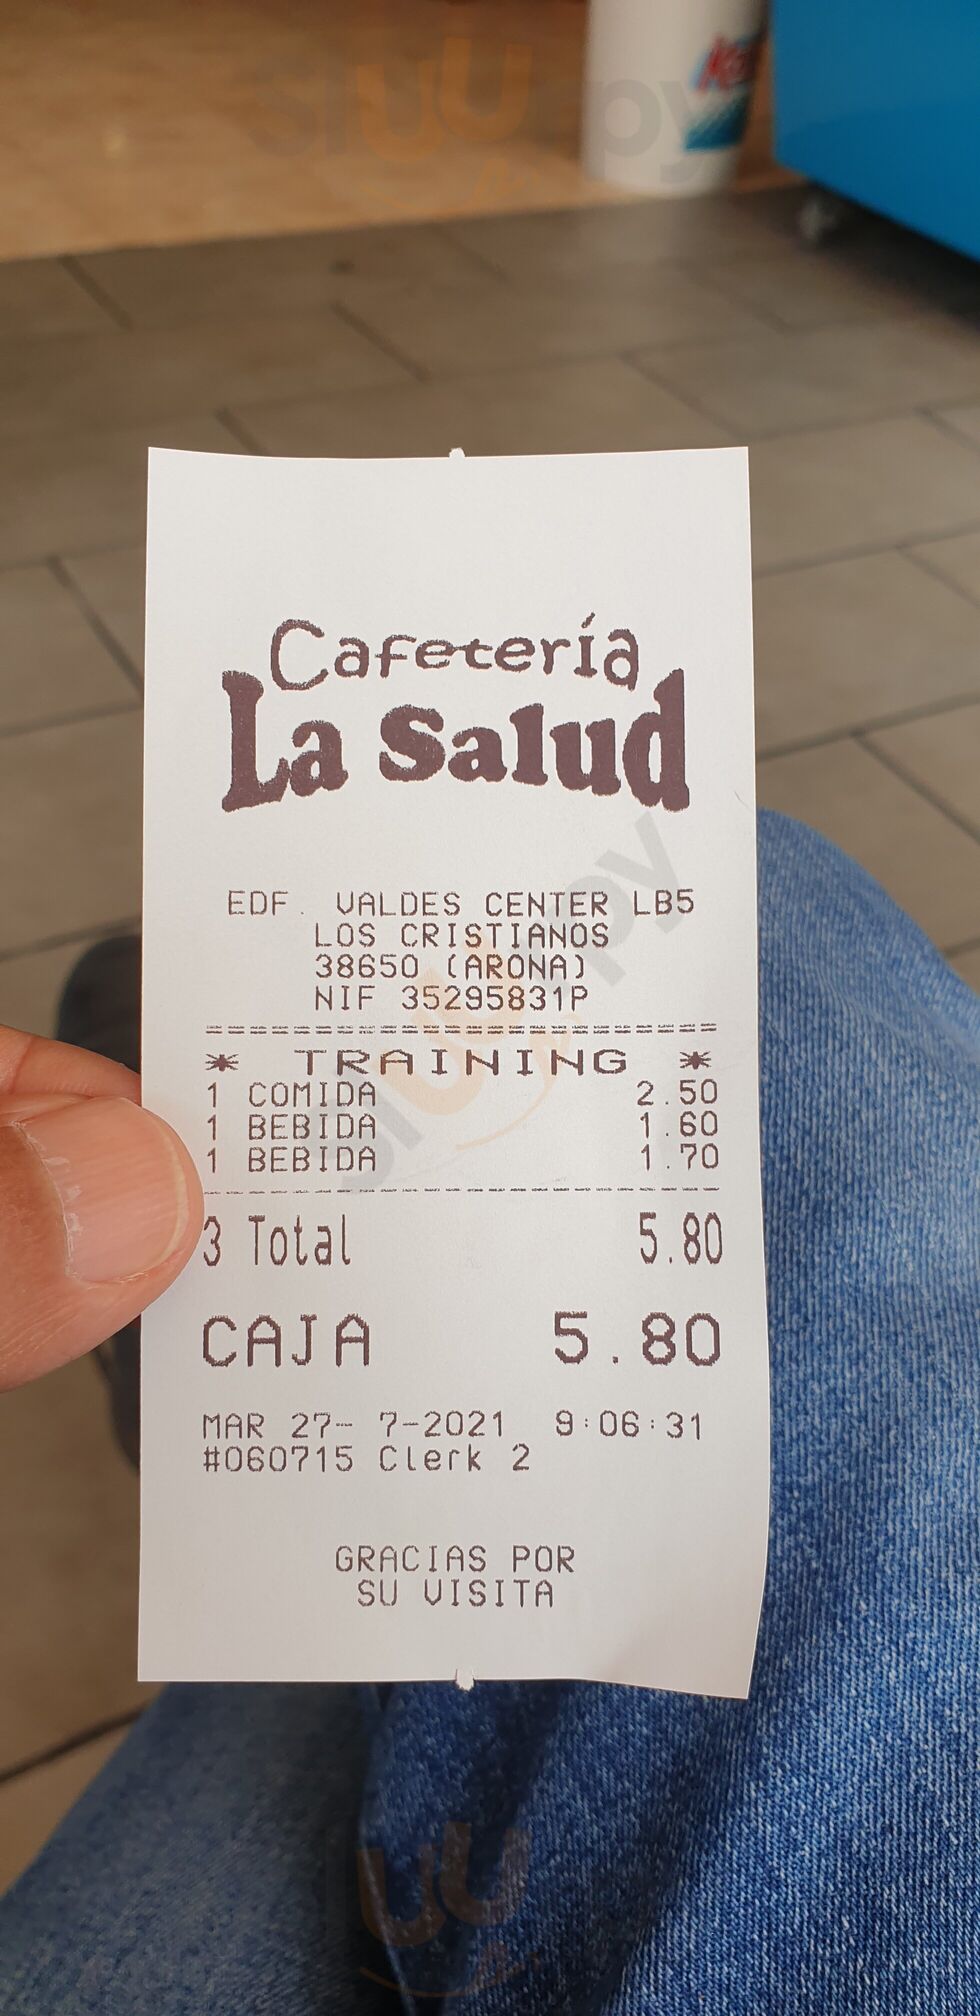 Cafetería
La Salud
EDF. VALDES CENTER LB5
LOS CRISTIANOS
38650 (ARONA)
NIF 35295831P
* TRAINING *
1 COMIDA 2.50
1 BEBIDA 1.60
1 BEBIDA 1.70
3 Total 5.80
CAJA 5.80
MAR 27- 7-2021 9:06:31
#060715 Clerk 2
GRACIAS POR
SU VISITA